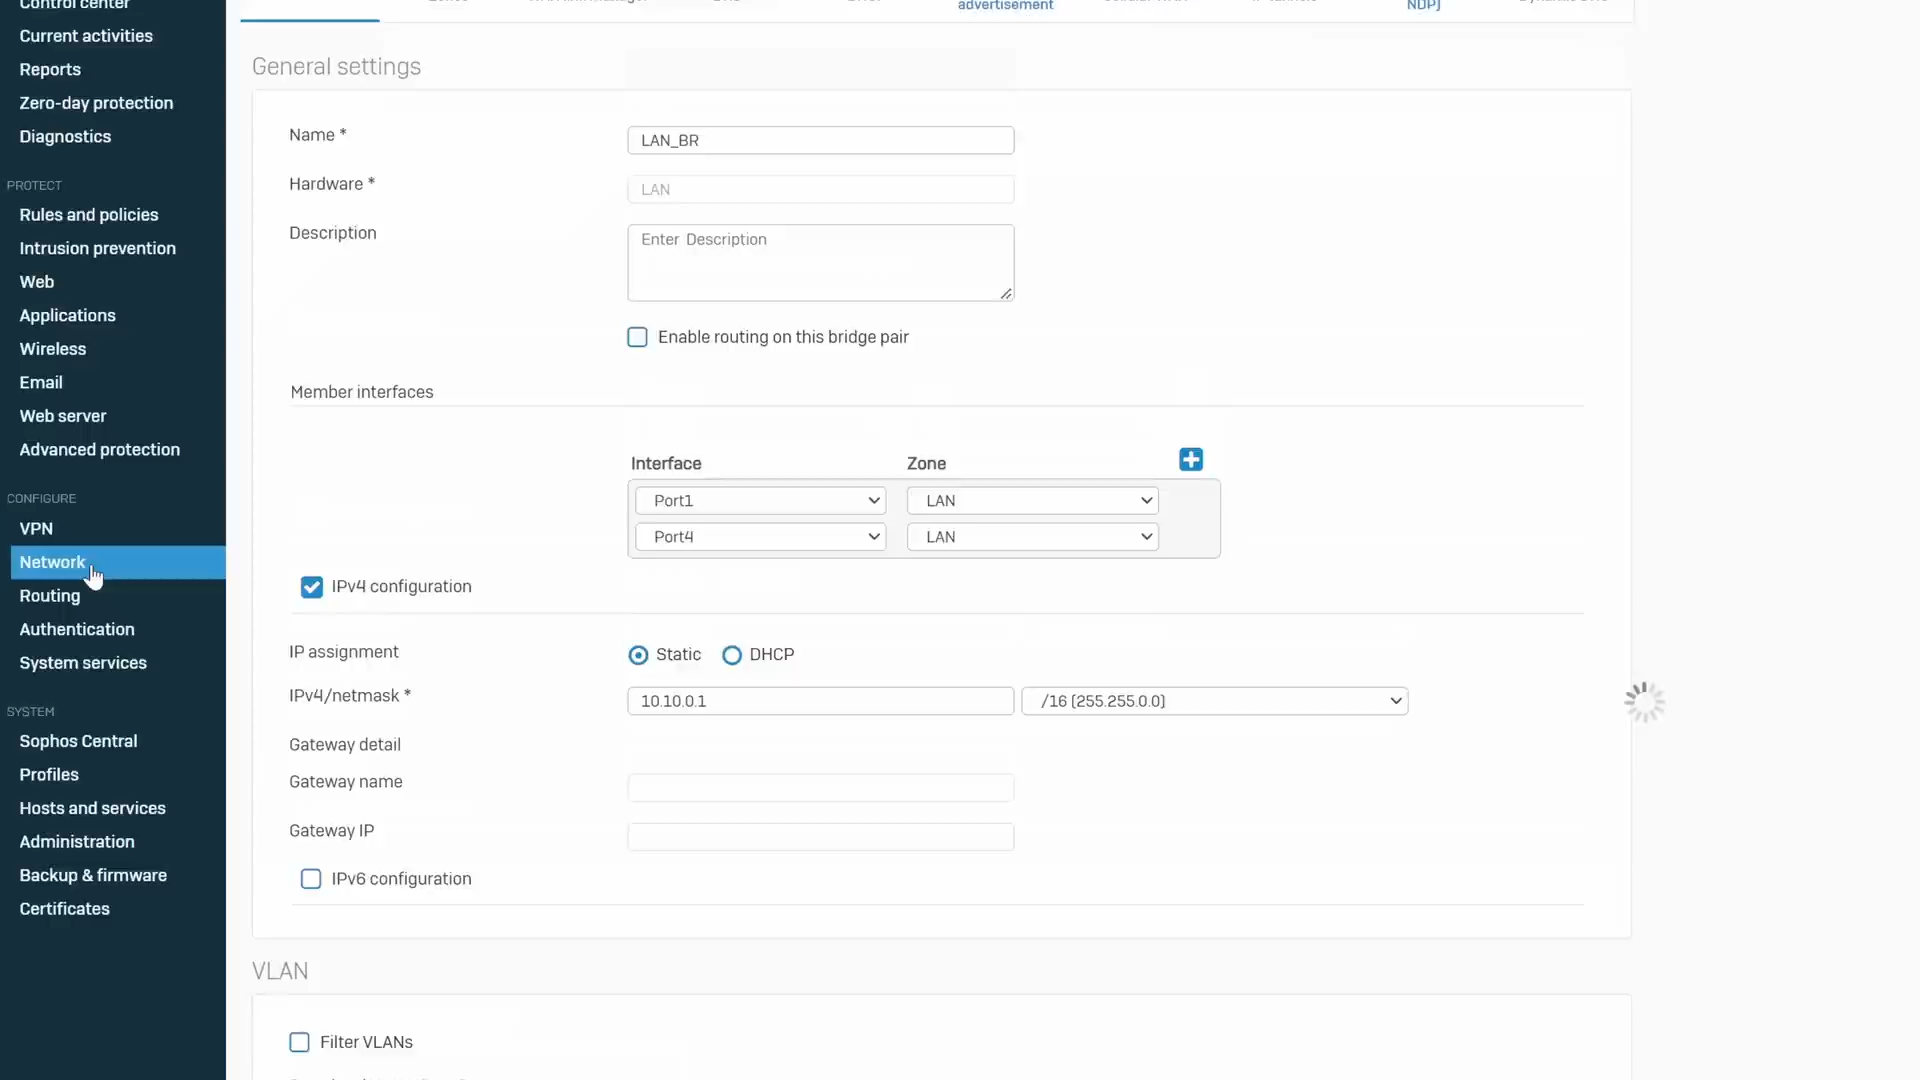 Control center
Current activities
Reports
Zero-day protection
Diagnostics
PROTECT
Rules and policies
Intrusion prevention
Web
Applications
Wireless
Email
Web server
Advanced protection
CONFIGURE
VPN
Network
Routing
Authentication
System services
SYSTEM
Sophos Central
Profiles
Hosts and services
Administration
Backup & firmware
Certificates
advertisement
NDP)
General settings
Name *
LAN_BR
Hardware *
LAN
Description
Enter Description
Enable routing on this bridge pair
Member interfaces
Interface Zone
Port1 LAN
Port4 LAN
IPv4 configuration
IP assignment
Static DHCP
IPv4/netmask *
10.10.0.1 /16 (255.255.0.0)
Gateway detail
Gateway name
Gateway IP
IPv6 configuration
VLAN
Filter VLANs